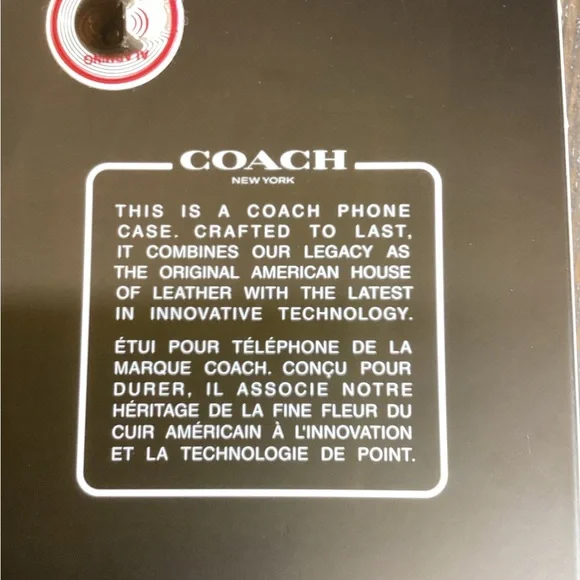 ALARMING
COACH
NEW YORK
THIS IS A COACH PHONE
CASE. CRAFTED TO LAST,
IT COMBINES OUR LEGACY AS
THE ORIGINAL AMERICAN HOUSE
OF LEATHER WITH THE LATEST
IN INNOVATIVE TECHNOLOGY.
ÉTUI POUR TÉLÉPHONE DE LA
MARQUE COACH. CONÇU POUR
DURER, IL ASSOCIE NOTRE
HÉRITAGE DE LA FINE FLEUR DU
CUIR AMÉRICAIN À L'INNOVATION
ET LA TECHNOLOGIE DE POINT.